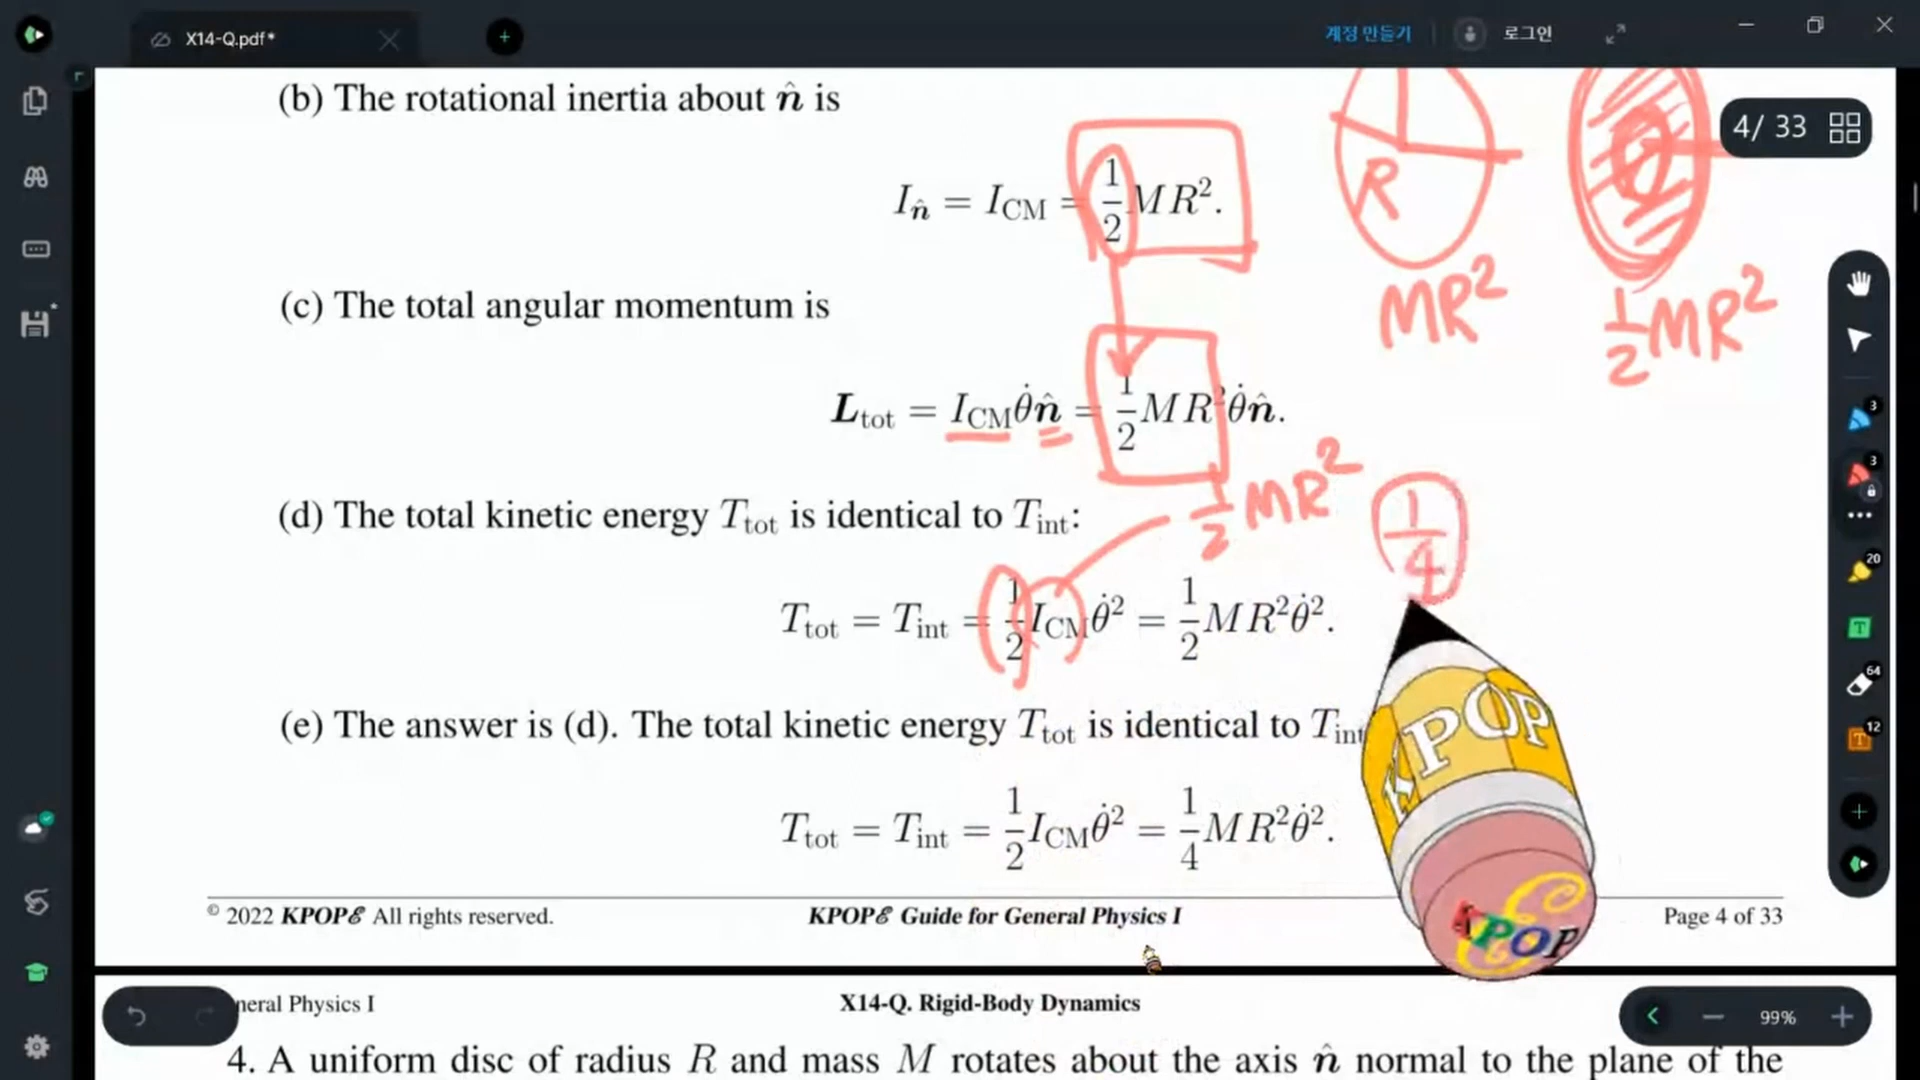 X14-Q.pdf*
계정 만들기
로그인
4/ 33
(b) The rotational inertia about n̂ is
I_n̂ = I_CM = 1/2 MR².
R
MR²
1/2 MR²
(c) The total angular momentum is
L_tot = I_CM θ̇ n̂ = 1/2 MR² θ̇ n̂.
1/2 MR²
1/4
(d) The total kinetic energy T_tot is identical to T_int:
T_tot = T_int = 1/2 I_CM θ̇² = 1/2 MR² θ̇².
(e) The answer is (d). The total kinetic energy T_tot is identical to T_int
T_tot = T_int = 1/2 I_CM θ̇² = 1/4 MR² θ̇².
KPOP
KPOP
© 2022 KPOPE All rights reserved.
KPOPE Guide for General Physics I
Page 4 of 33
neral Physics I
X14-Q. Rigid-Body Dynamics
99%
4. A uniform disc of radius R and mass M rotates about the axis n̂ normal to the plane of the
3
3
20
T
64
T
12